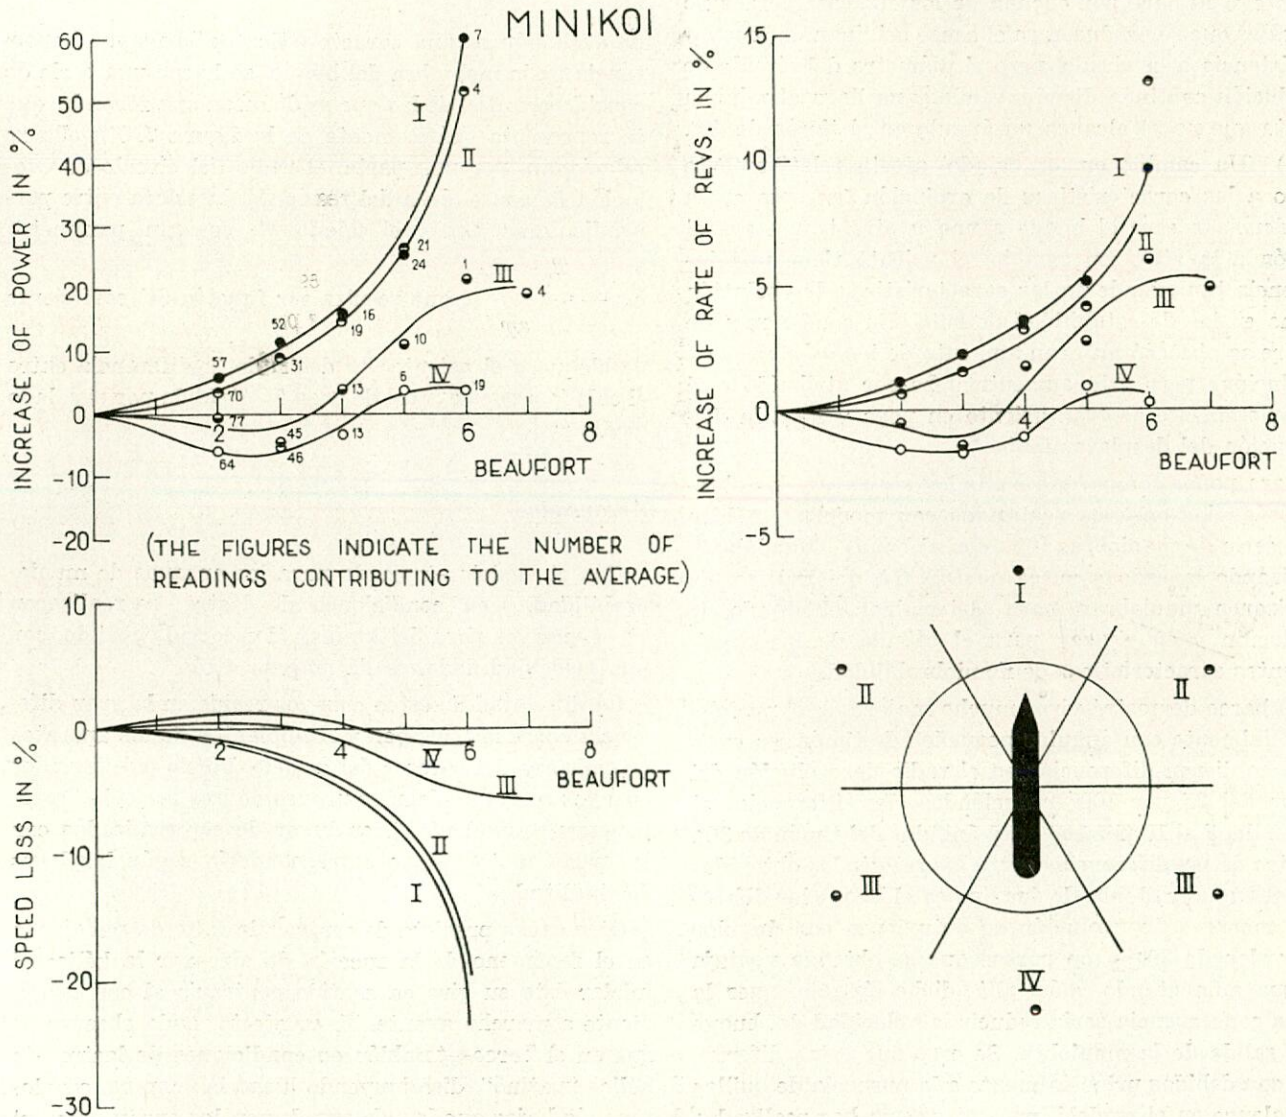 MINIKOI
INCREASE OF POWER IN %
60
50
40
30
20
10
0
-10
-20
I
II
III
IV
7
4
21
24
1
4
52
16
19
57
31
10
70
13
6
19
77
45
13
64
46
2
6
8
BEAUFORT
INCREASE OF RATE OF REVS. IN %
15
10
5
0
-5
I
II
III
IV
2
4
6
8
BEAUFORT
(THE FIGURES INDICATE THE NUMBER OF
READINGS CONTRIBUTING TO THE AVERAGE)
SPEED LOSS IN %
10
0
-10
-20
-30
2
4
6
8
BEAUFORT
IV
III
II
I
I
II
II
III
III
IV